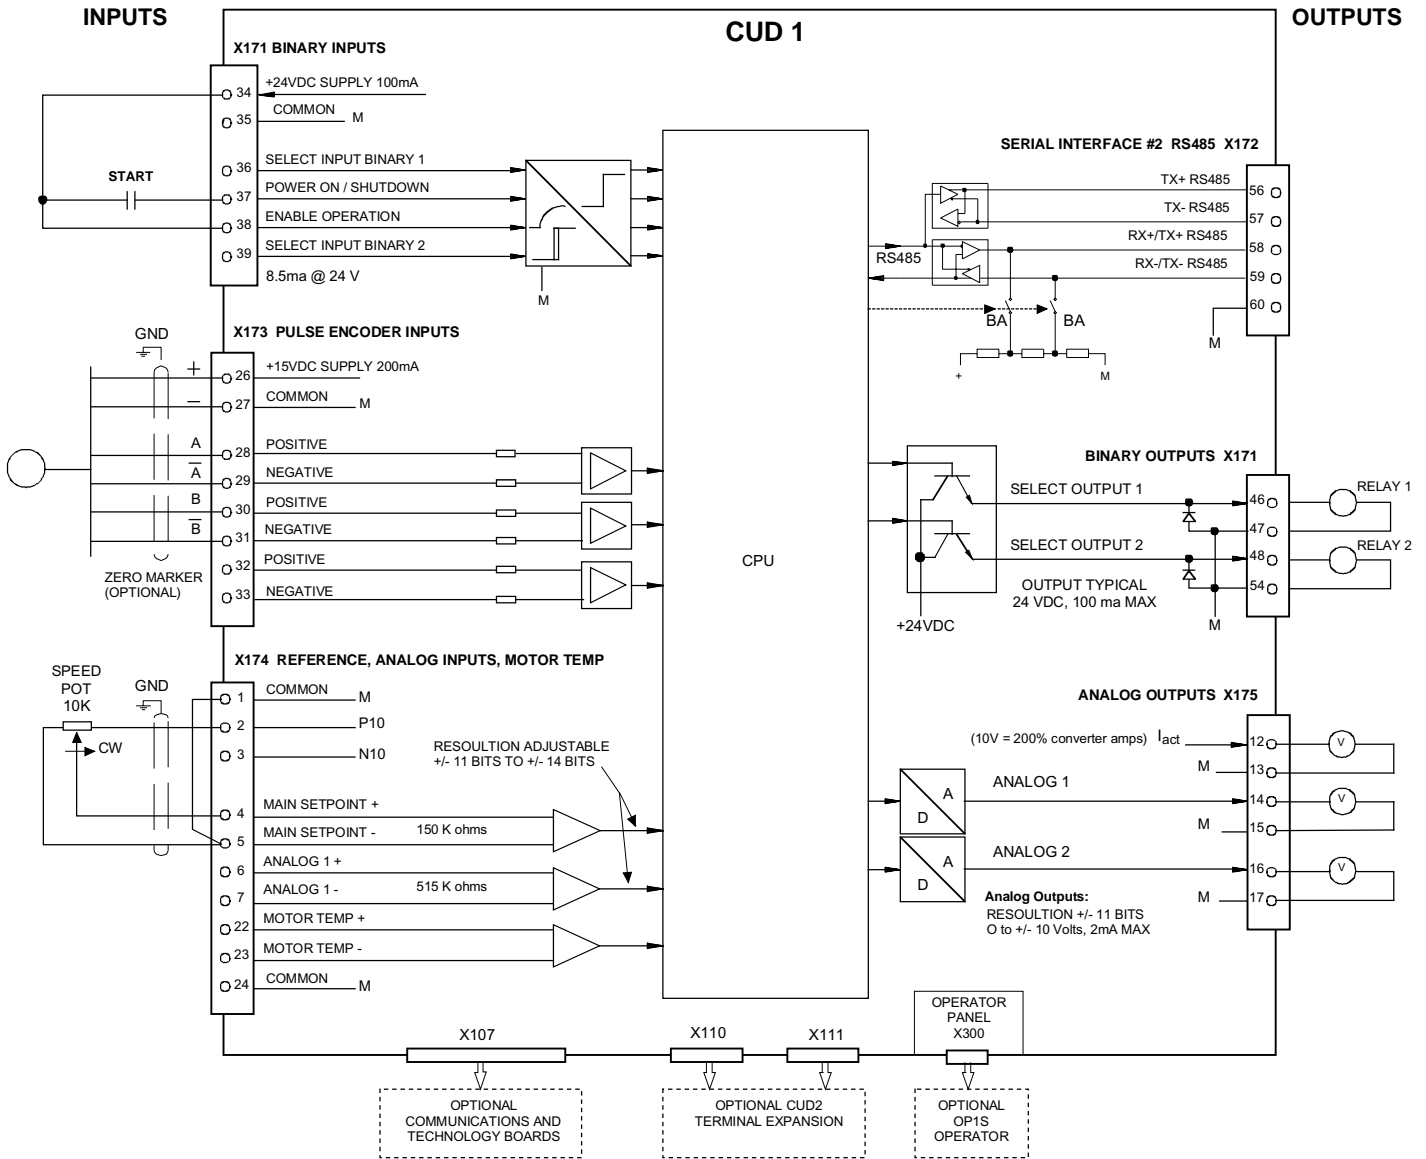 INPUTS
CUD 1
OUTPUTS
X171 BINARY INPUTS
34 +24VDC SUPPLY 100mA
35 COMMON M
36 SELECT INPUT BINARY 1
START
37 POWER ON / SHUTDOWN
38 ENABLE OPERATION
39 SELECT INPUT BINARY 2
8.5ma @ 24 V
M
X173 PULSE ENCODER INPUTS
GND
+ 26 +15VDC SUPPLY 200mA
— 27 COMMON M
A 28 POSITIVE
A̅ 29 NEGATIVE
B 30 POSITIVE
B̅ 31 NEGATIVE
32 POSITIVE
33 NEGATIVE
ZERO MARKER
(OPTIONAL)
X174 REFERENCE, ANALOG INPUTS, MOTOR TEMP
SPEED
POT
10K
GND
CW
1 COMMON M
2 P10
3 N10
RESOULTION ADJUSTABLE
+/- 11 BITS TO +/- 14 BITS
4 MAIN SETPOINT +
5 MAIN SETPOINT - 150 K ohms
6 ANALOG 1 +
7 ANALOG 1 - 515 K ohms
22 MOTOR TEMP +
23 MOTOR TEMP -
24 COMMON M
CPU
SERIAL INTERFACE #2 RS485 X172
TX+ RS485 56
TX- RS485 57
RX+/TX+ RS485 58
RS485
RX-/TX- RS485 59
60
M
BA BA
+ M
BINARY OUTPUTS X171
SELECT OUTPUT 1 46 RELAY 1
47
SELECT OUTPUT 2 48 RELAY 2
54
OUTPUT TYPICAL
24 VDC, 100 ma MAX
+24VDC
M
ANALOG OUTPUTS X175
(10V = 200% converter amps) Iact 12 V
M 13
A D ANALOG 1 14 V
M 15
A D ANALOG 2 16 V
M 17
Analog Outputs:
RESOULTION +/- 11 BITS
O to +/- 10 Volts, 2mA MAX
X107
X110
X111
OPERATOR
PANEL
X300
OPTIONAL
COMMUNICATIONS AND
TECHNOLOGY BOARDS
OPTIONAL CUD2
TERMINAL EXPANSION
OPTIONAL
OP1S
OPERATOR